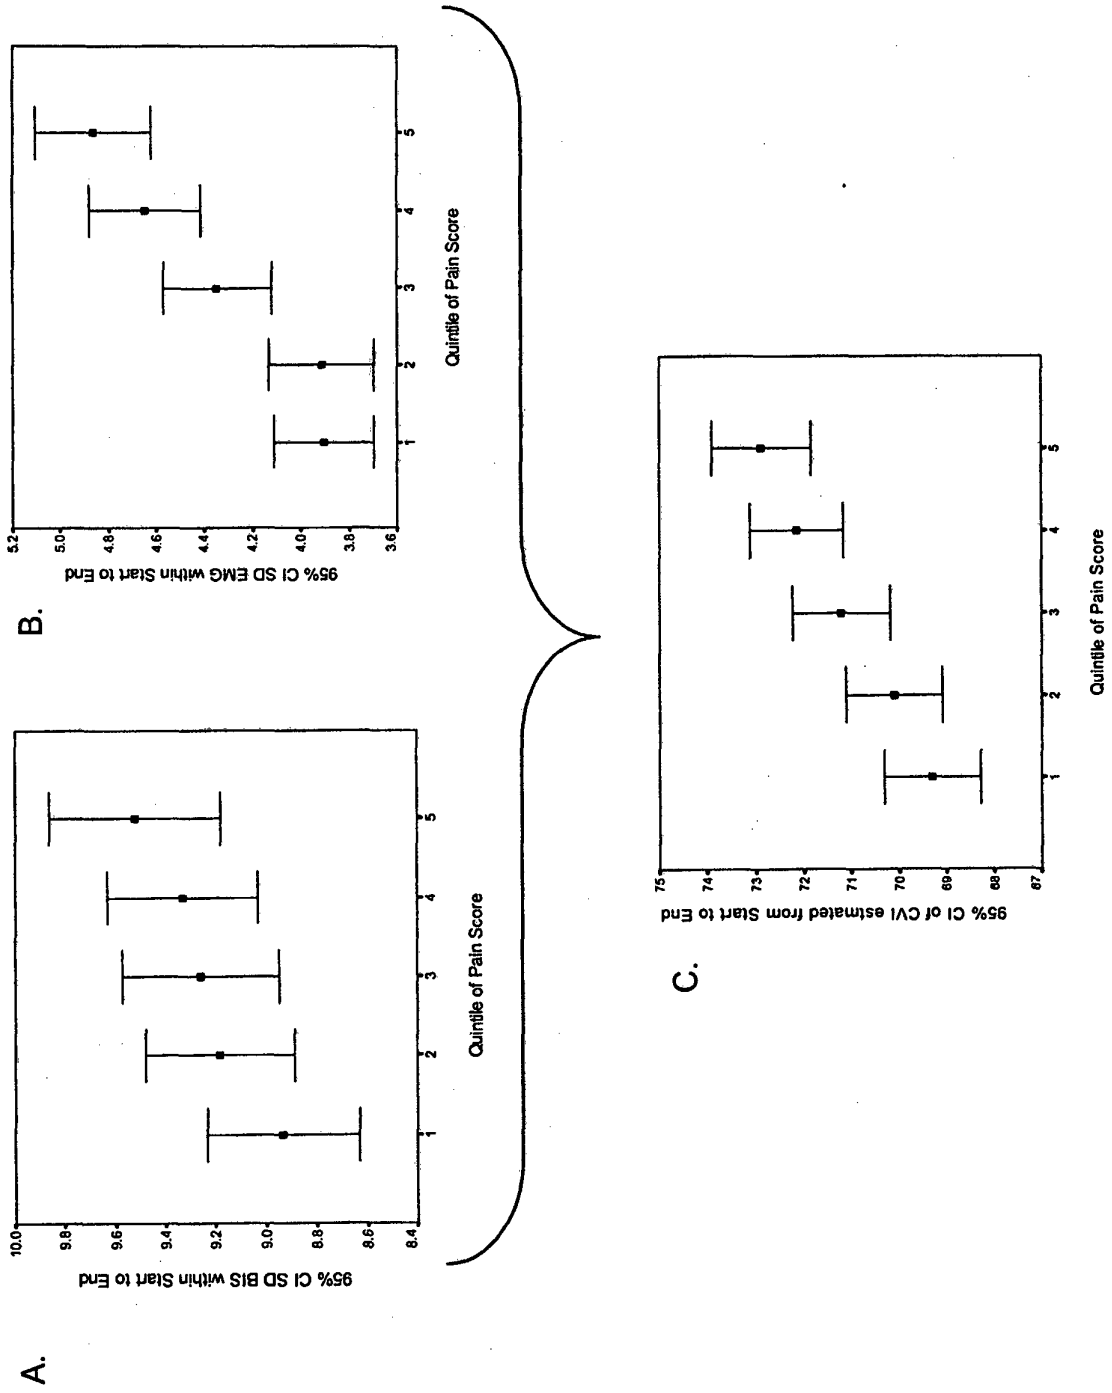 A.
95% CI SD BIS within Start to End
10.0
9.8
9.6
9.4
9.2
9.0
8.8
8.6
8.4
1 2 3 4 5
Quintile of Pain Score
B.
95% CI SD EMG within Start to End
5.2
5.0
4.8
4.6
4.4
4.2
4.0
3.8
3.6
1 2 3 4 5
Quintile of Pain Score
C.
95% CI of CVI estmated from Start to End
75
74
73
72
71
70
69
68
67
1 2 3 4 5
Quintile of Pain Score